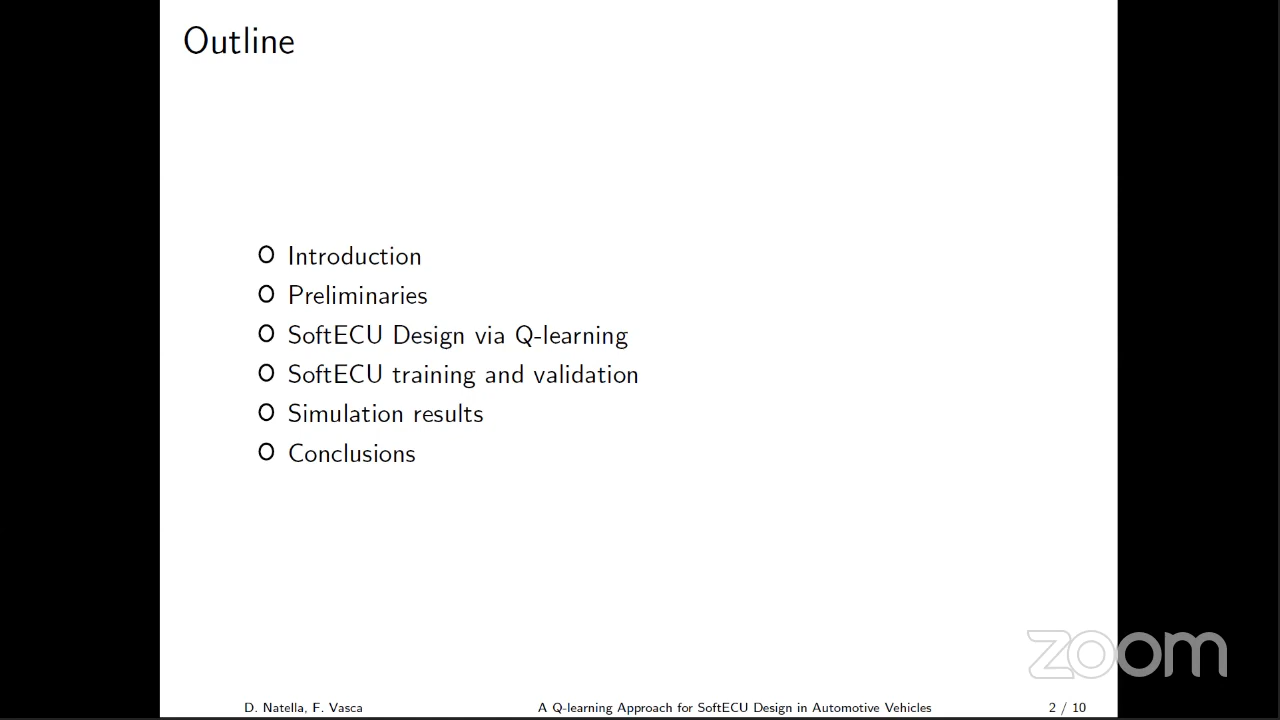 Outline
Introduction
Preliminaries
SoftECU Design via Q-learning
SoftECU training and validation
Simulation results
Conclusions
zoom
D. Natella, F. Vasca A Q-learning Approach for SoftECU Design in Automotive Vehicles 2 / 10